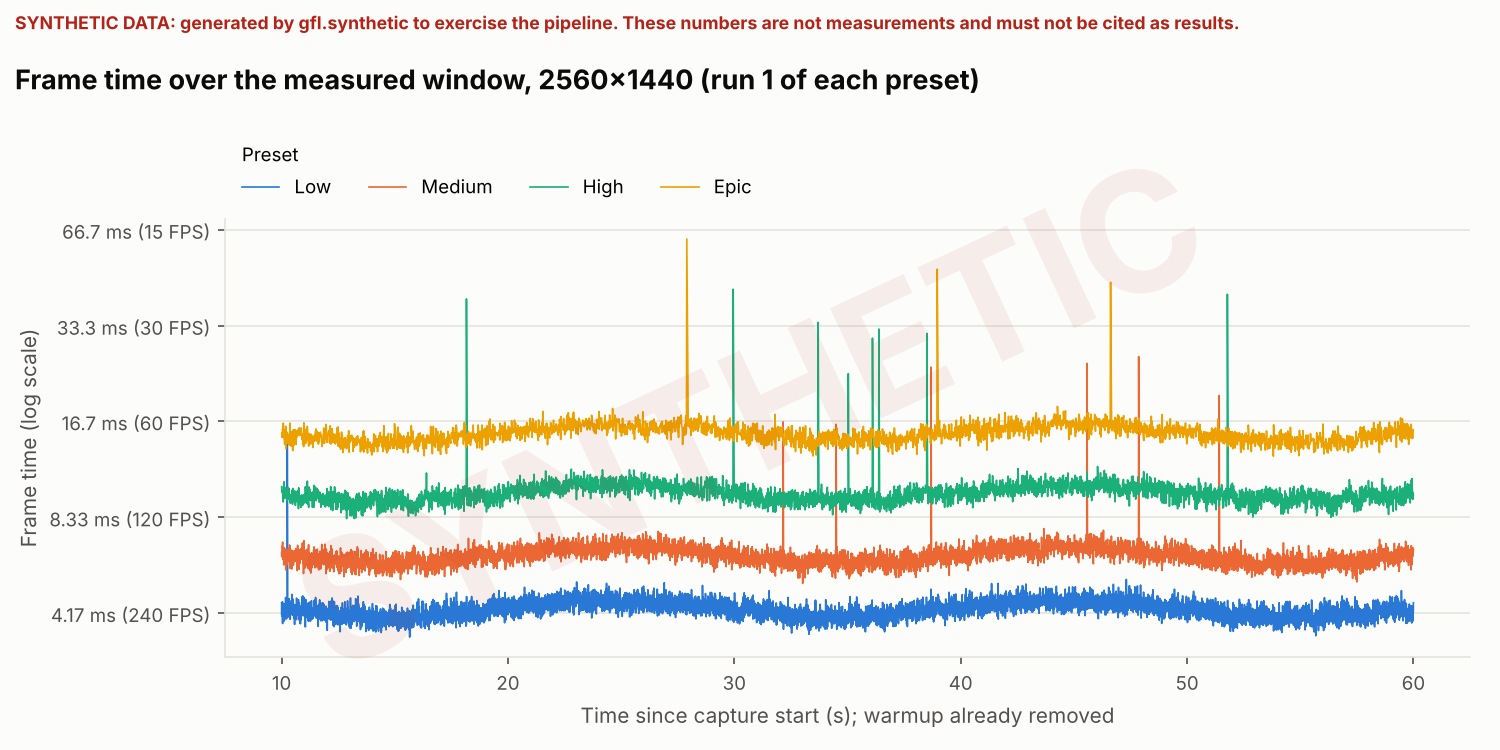 SYNTHETIC DATA: generated by gfl.synthetic to exercise the pipeline. These numbers are not measurements and must not be cited as results.
Frame time over the measured window, 2560×1440 (run 1 of each preset)
Preset
Low Medium High Epic
66.7 ms (15 FPS)
33.3 ms (30 FPS)
16.7 ms (60 FPS)
8.33 ms (120 FPS)
4.17 ms (240 FPS)
Frame time (log scale)
SYNTHETIC
10 20 30 40 50 60
Time since capture start (s); warmup already removed